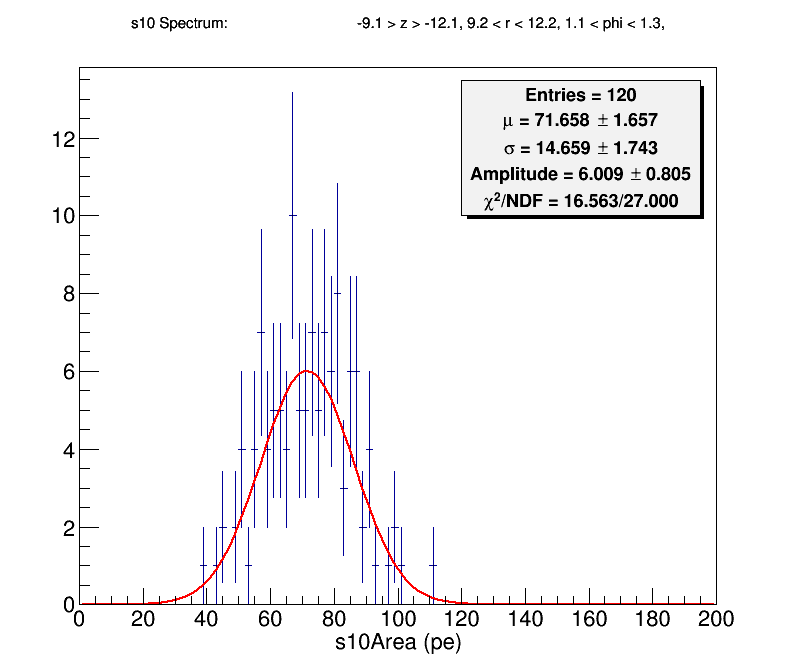 s10 Spectrum: -9.1 > z > -12.1, 9.2 < r < 12.2, 1.1 < phi < 1.3,
Entries = 120
μ = 71.658 ± 1.657
σ = 14.659 ± 1.743
Amplitude = 6.009 ± 0.805
χ²/NDF = 16.563/27.000
12
10
8
6
4
2
0
0 20 40 60 80 100 120 140 160 180 200
s10Area (pe)